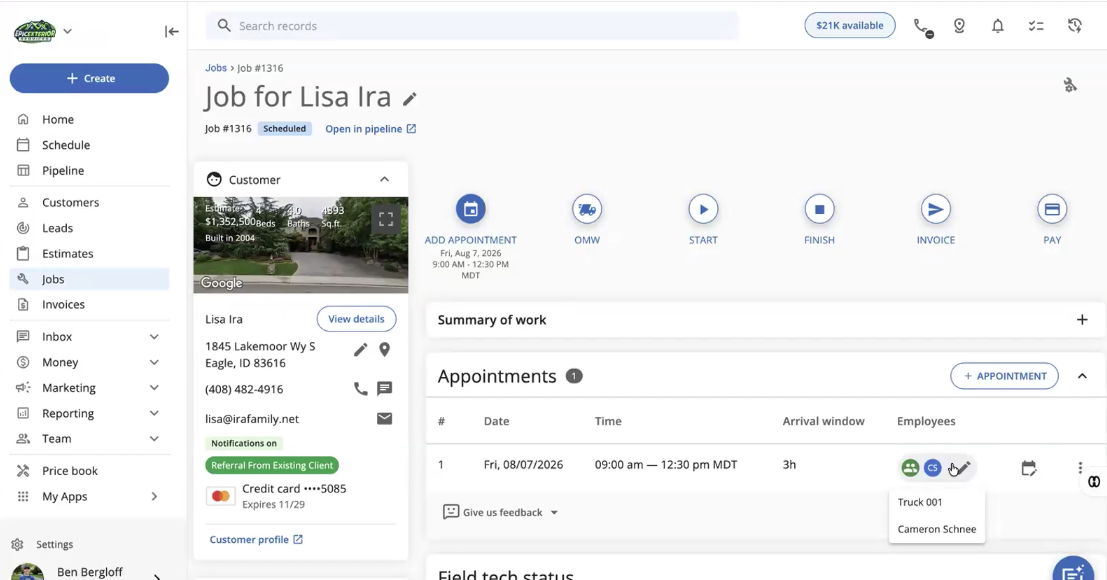 EPIC EXTERIOR
SERVICES
Search records
$21K available
Create
Home
Schedule
Pipeline
Customers
Leads
Estimates
Jobs
Invoices
Inbox
Money
Marketing
Reporting
Team
Price book
My Apps
Settings
Ben Bergloff
Jobs › Job #1316
Job for Lisa Ira
Job #1316 Scheduled Open in pipeline
Customer
Estimate
$1,352,500
4 Beds
4.0 Baths
4393 Sq.ft.
Built in 2004
Google
Lisa Ira
View details
1845 Lakemoor Wy S
Eagle, ID 83616
(408) 482-4916
lisa@irafamily.net
Notifications on
Referral From Existing Client
Credit card ••••5085
Expires 11/29
Customer profile
ADD APPOINTMENT
Fri, Aug 7, 2026
9:00 AM - 12:30 PM
MDT
OMW
START
FINISH
INVOICE
PAY
Summary of work
Appointments 1
+ APPOINTMENT
# Date Time Arrival window Employees
1 Fri, 08/07/2026 09:00 am — 12:30 pm MDT 3h CS
Truck 001
Cameron Schnee
Give us feedback
Field tech status